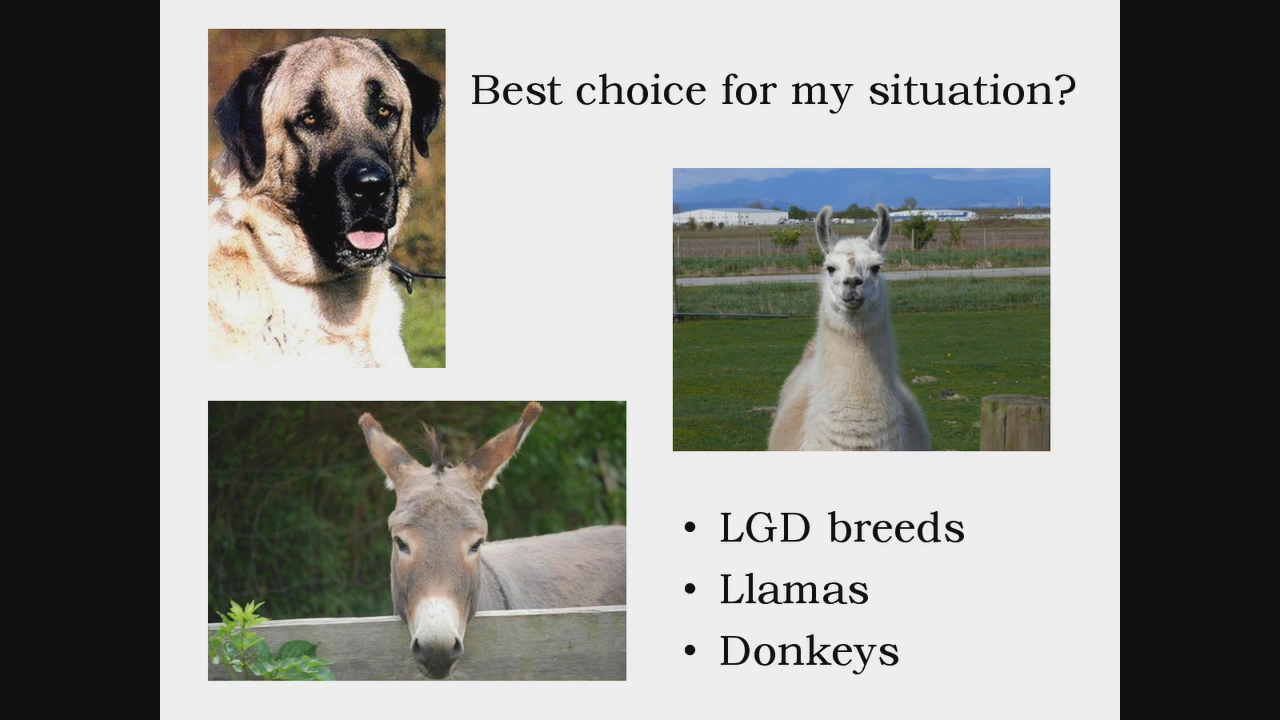 Best choice for my situation?
• LGD breeds
• Llamas
• Donkeys